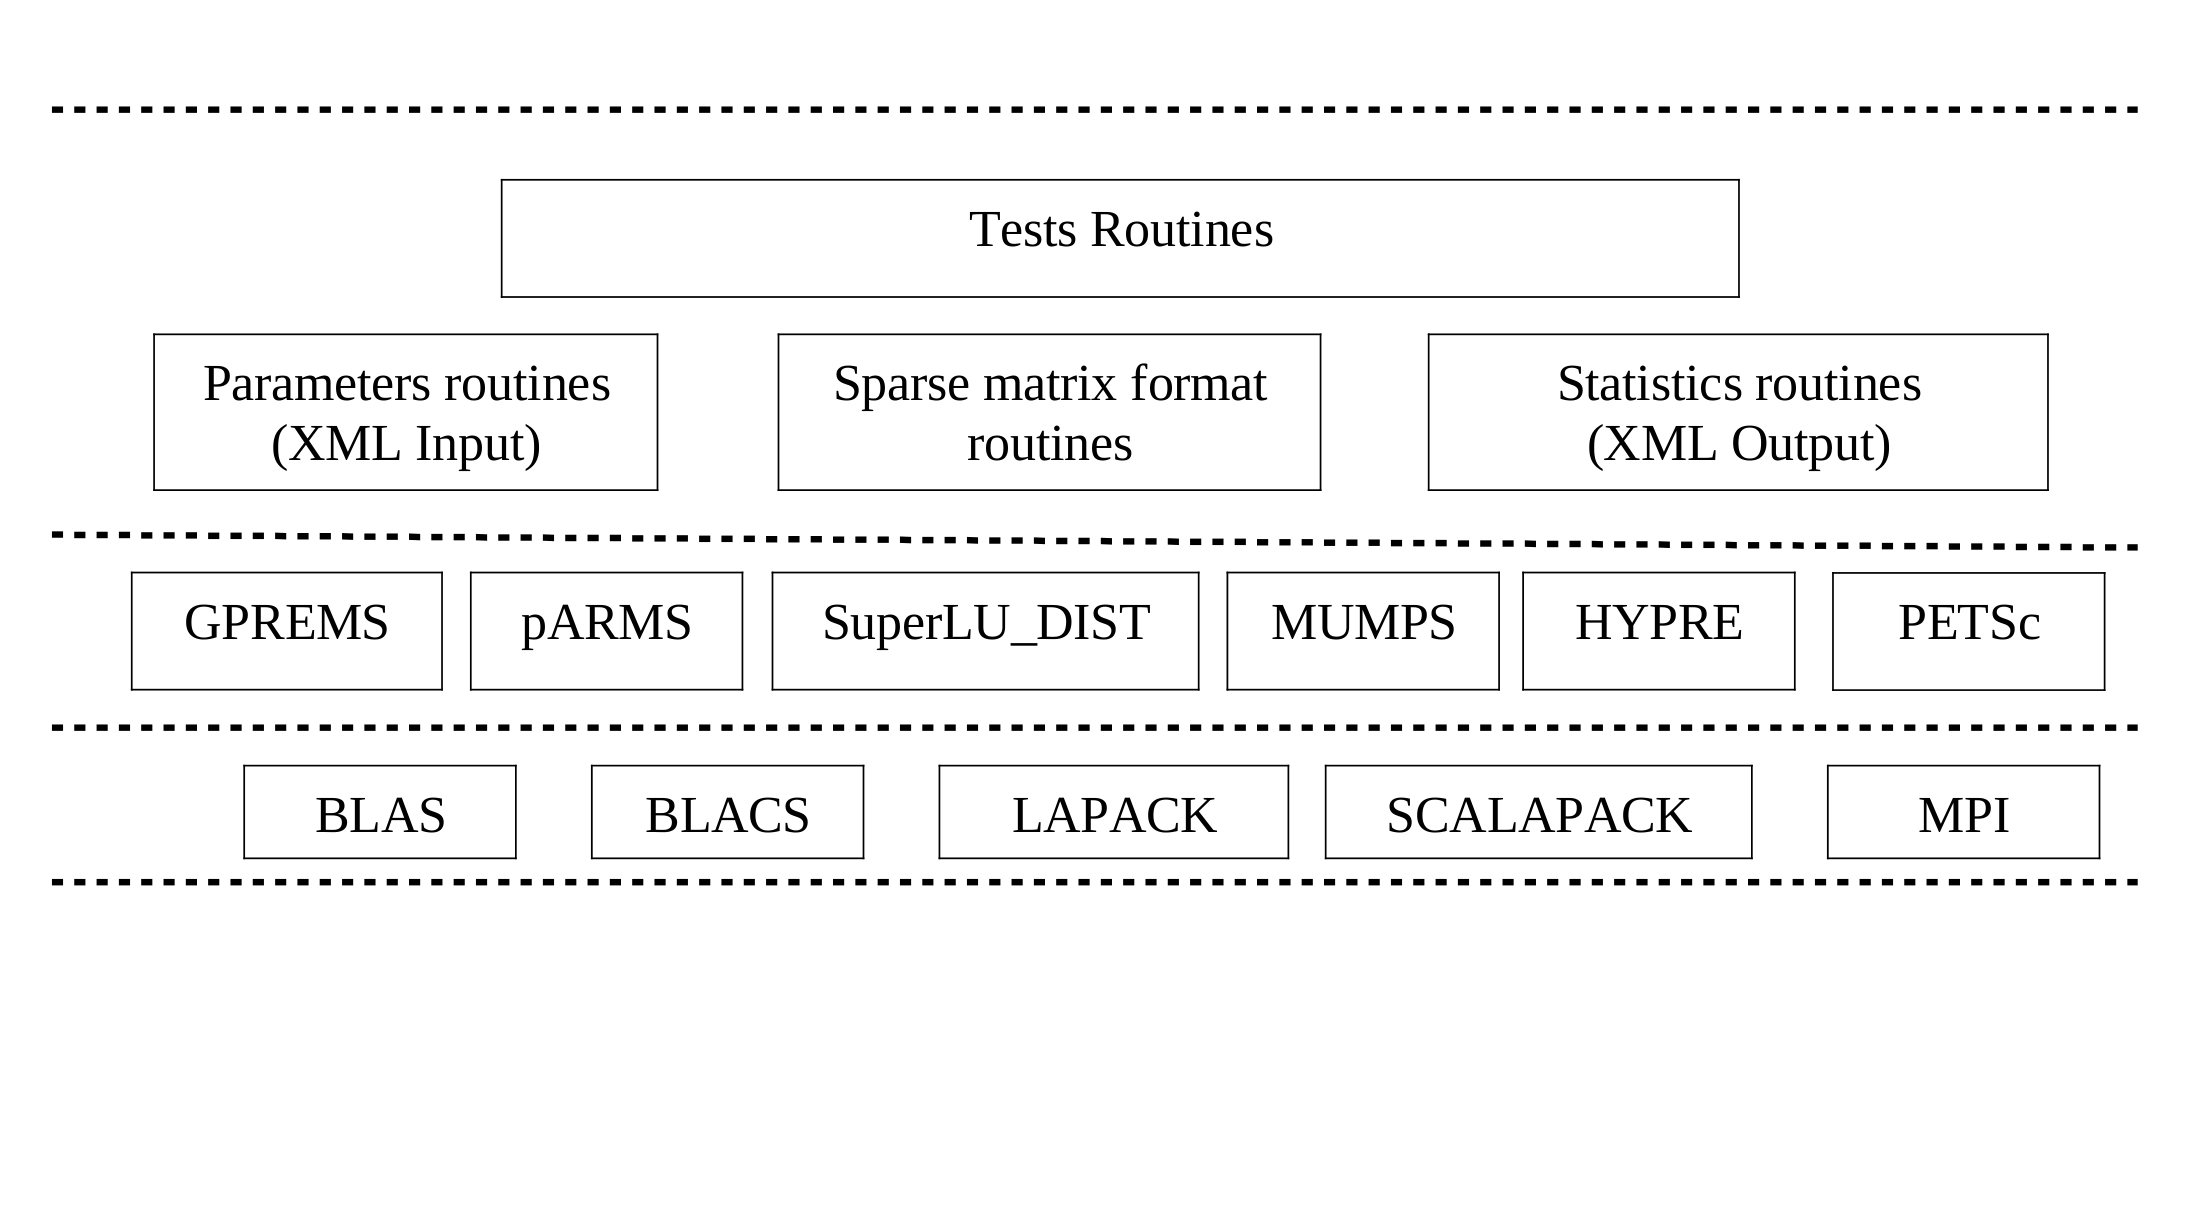 Tests Routines
Parameters routines
(XML Input)
Sparse matrix format
routines
Statistics routines
(XML Output)
GPREMS
pARMS
SuperLU_DIST
MUMPS
HYPRE
PETSc
BLAS
BLACS
LAPACK
SCALAPACK
MPI